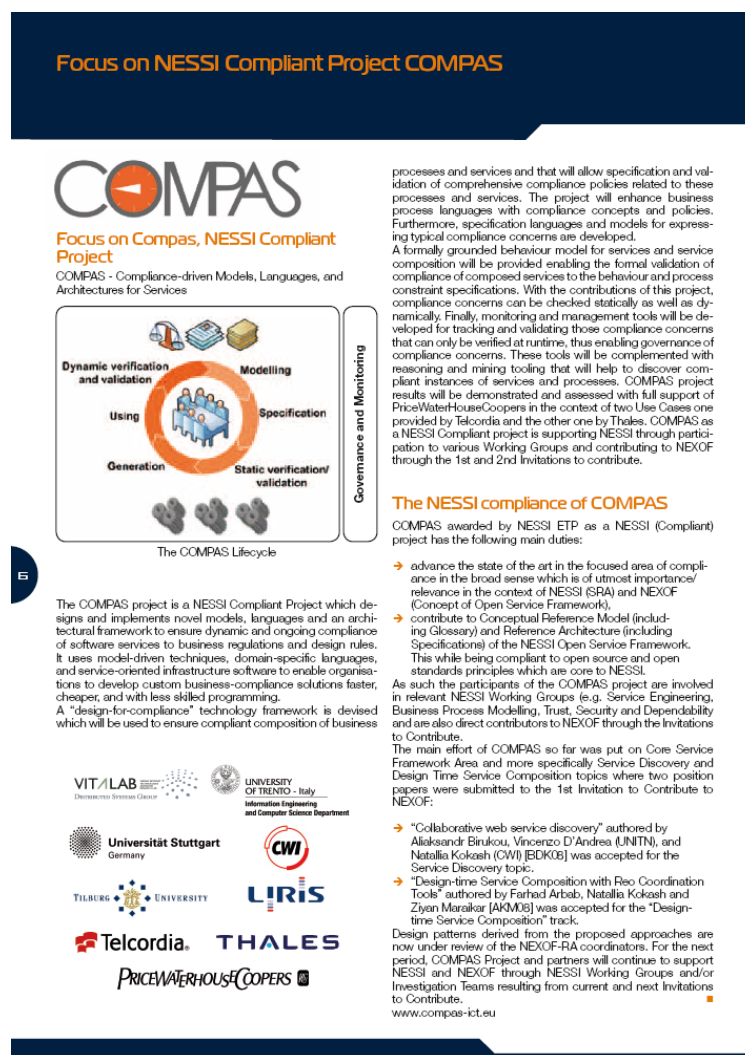 Focus on NESSI Compliant Project COMPAS
COMPAS
Focus on Compas, NESSI Compliant
Project
COMPAS - Compliance-driven Models, Languages, and
Architectures for Services
Dynamic verification
and validation
Modelling
Using
Specification
Generation
Static verification/
validation
Governance and Monitoring
The COMPAS Lifecycle
6
The COMPAS project is a NESSI Compliant Project which de-
signs and implements novel models, languages and an archi-
tectural framework to ensure dynamic and ongoing compliance
of software services to business regulations and design rules.
It uses model-driven techniques, domain-specific languages,
and service-oriented infrastructure software to enable organisa-
tions to develop custom business-compliance solutions faster,
cheaper, and with less skilled programming.
A “design-for-compliance” technology framework is devised
which will be used to ensure compliant composition of business
VITALAB
DISTRIBUTED SYSTEMS GROUP
UNIVERSITY
OF TRENTO - Italy
Information Engineering
and Computer Science Department
Universität Stuttgart
Germany
CWI
TILBURG UNIVERSITY
LIRIS
Telcordia
THALES
PRICEWATERHOUSECOOPERS
processes and services and that will allow specification and val-
idation of comprehensive compliance policies related to these
processes and services. The project will enhance business
process languages with compliance concepts and policies.
Furthermore, specification languages and models for express-
ing typical compliance concerns are developed.
A formally grounded behaviour model for services and service
composition will be provided enabling the formal validation of
compliance of composed services to the behaviour and process
constraint specifications. With the contributions of this project,
compliance concerns can be checked statically as well as dy-
namically. Finally, monitoring and management tools will be de-
veloped for tracking and validating those compliance concerns
that can only be verified at runtime, thus enabling governance of
compliance concerns. These tools will be complemented with
reasoning and mining tooling that will help to discover com-
pliant instances of services and processes. COMPAS project
results will be demonstrated and assessed with full support of
PriceWaterHouseCoopers in the context of two Use Cases one
provided by Telcordia and the other one by Thales. COMPAS as
a NESSI Compliant project is supporting NESSI through partici-
pation to various Working Groups and contributing to NEXOF
through the 1st and 2nd Invitations to contribute.
The NESSI compliance of COMPAS
COMPAS awarded by NESSI ETP as a NESSI (Compliant)
project has the following main duties:
➔ advance the state of the art in the focused area of compli-
ance in the broad sense which is of utmost importance/
relevance in the context of NESSI (SRA) and NEXOF
(Concept of Open Service Framework),
➔ contribute to Conceptual Reference Model (includ-
ing Glossary) and Reference Architecture (including
Specifications) of the NESSI Open Service Framework.
This while being compliant to open source and open
standards principles which are core to NESSI.
As such the participants of the COMPAS project are involved
in relevant NESSI Working Groups (e.g. Service Engineering,
Business Process Modelling, Trust, Security and Dependability
and are also direct contributors to NEXOF through the Invitations
to Contribute.
The main effort of COMPAS so far was put on Core Service
Framework Area and more specifically Service Discovery and
Design Time Service Composition topics where two position
papers were submitted to the 1st Invitation to Contribute to
NEXOF:
➔ “Collaborative web service discovery” authored by
Aliaksandr Birukou, Vincenzo D’Andrea (UNITN), and
Natallia Kokash (CWI) [BDK08] was accepted for the
Service Discovery topic.
➔ “Design-time Service Composition with Reo Coordination
Tools” authored by Farhad Arbab, Natallia Kokash and
Ziyan Maraikar [AKM08] was accepted for the “Design-
time Service Composition” track.
Design patterns derived from the proposed approaches are
now under review of the NEXOF-RA coordinators. For the next
period, COMPAS Project and partners will continue to support
NESSI and NEXOF through NESSI Working Groups and/or
Investigation Teams resulting from current and next Invitations
to Contribute.
www.compas-ict.eu